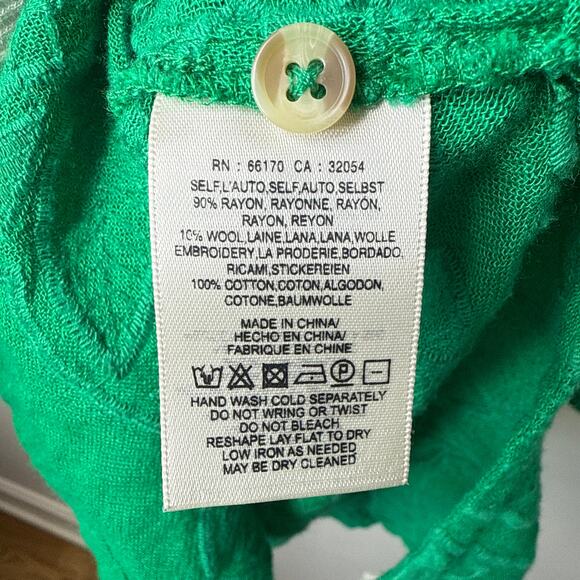 RN : 66170 CA : 32054
SELF,L'AUTO,SELF,AUTO,SELBST
90% RAYON, RAYONNE, RAYÓN,
RAYON, REYON
10% WOOL,LAINE,LANA,LANA,WOLLE
EMBROIDERY,LA PRODERIE,BORDADO,
RICAMI,STICKEREIEN
100% COTTON,COTON,ALGODON,
COTONE,BAUMWOLLE
MADE IN CHINA/
HECHO EN CHINA/
FABRIQUE EN CHINE
HAND WASH COLD SEPARATELY
DO NOT WRING OR TWIST
DO NOT BLEACH
RESHAPE LAY FLAT TO DRY
LOW IRON AS NEEDED
MAY BE DRY CLEANED